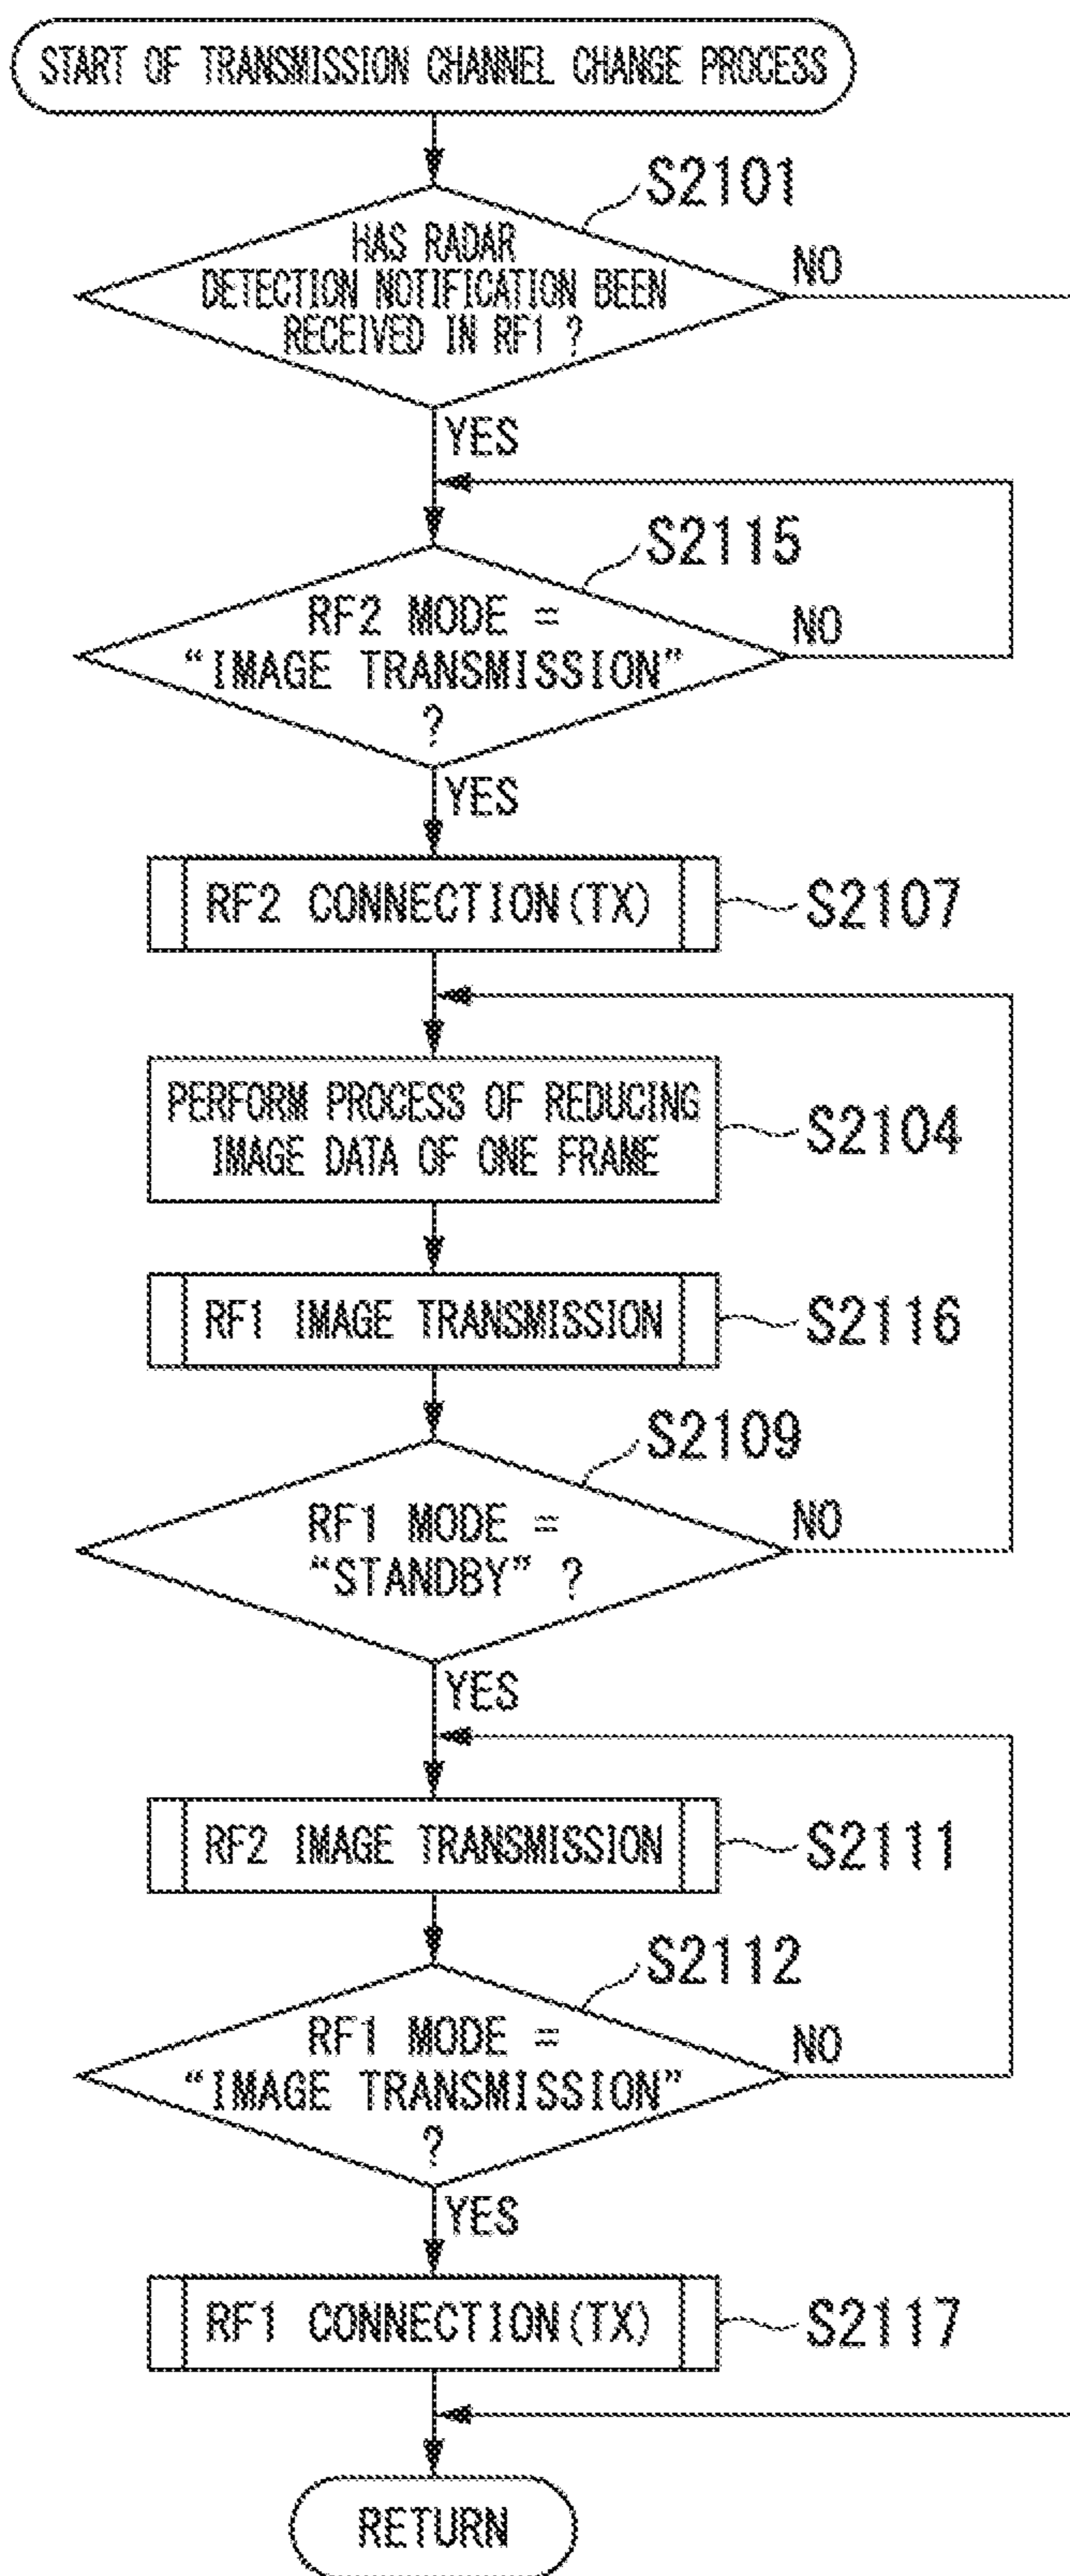 START OF TRANSMISSION CHANNEL CHANGE PROCESS
S2101
HAS RADAR
DETECTION NOTIFICATION BEEN
RECEIVED IN RF1 ?
NO
YES
S2115
RF2 MODE =
“IMAGE TRANSMISSION”
?
NO
YES
RF2 CONNECTION(TX)
S2107
PERFORM PROCESS OF REDUCING
IMAGE DATA OF ONE FRAME
S2104
RF1 IMAGE TRANSMISSION
S2116
S2109
RF1 MODE =
“STANDBY” ?
NO
YES
RF2 IMAGE TRANSMISSION
S2111
S2112
RF1 MODE =
“IMAGE TRANSMISSION”
?
NO
YES
RF1 CONNECTION(TX)
S2117
RETURN